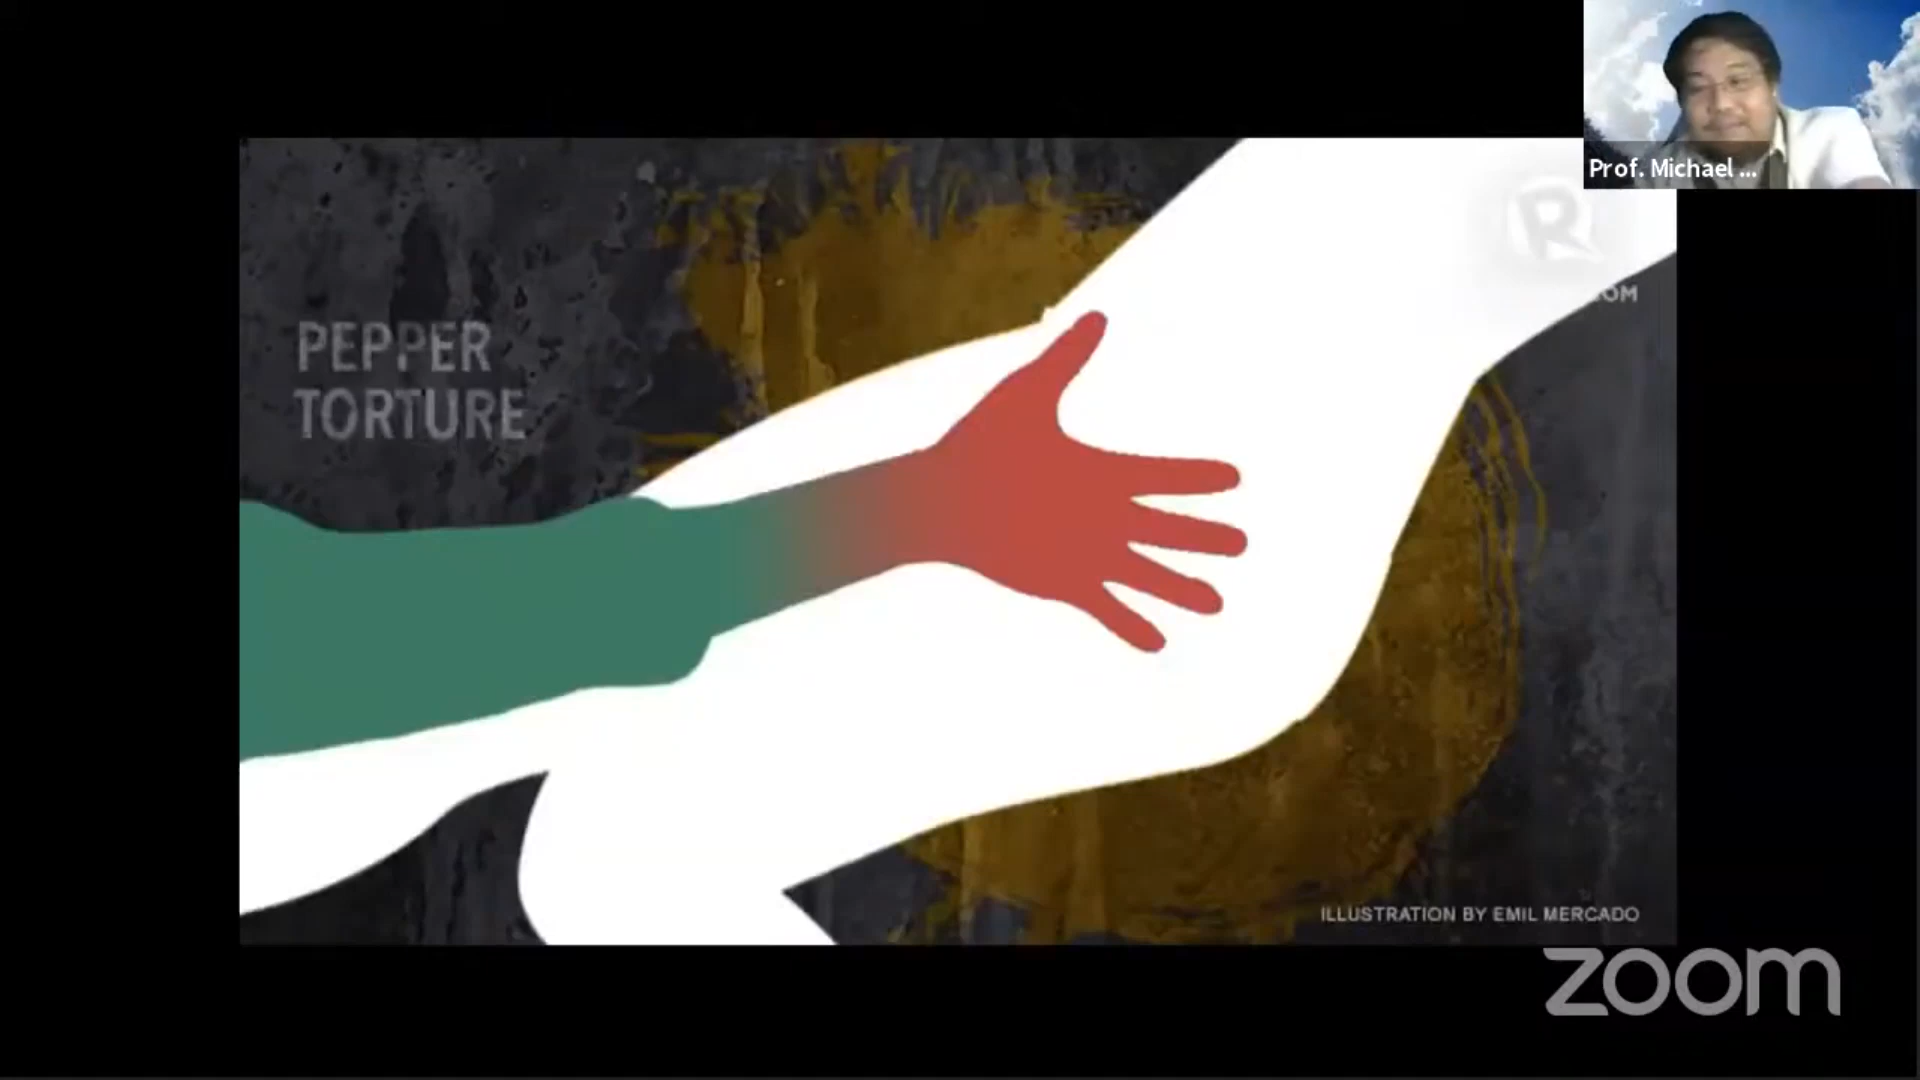 Prof. Michael ...
R
PEPPER
TORTURE
ILLUSTRATION BY EMIL MERCADO
zoom